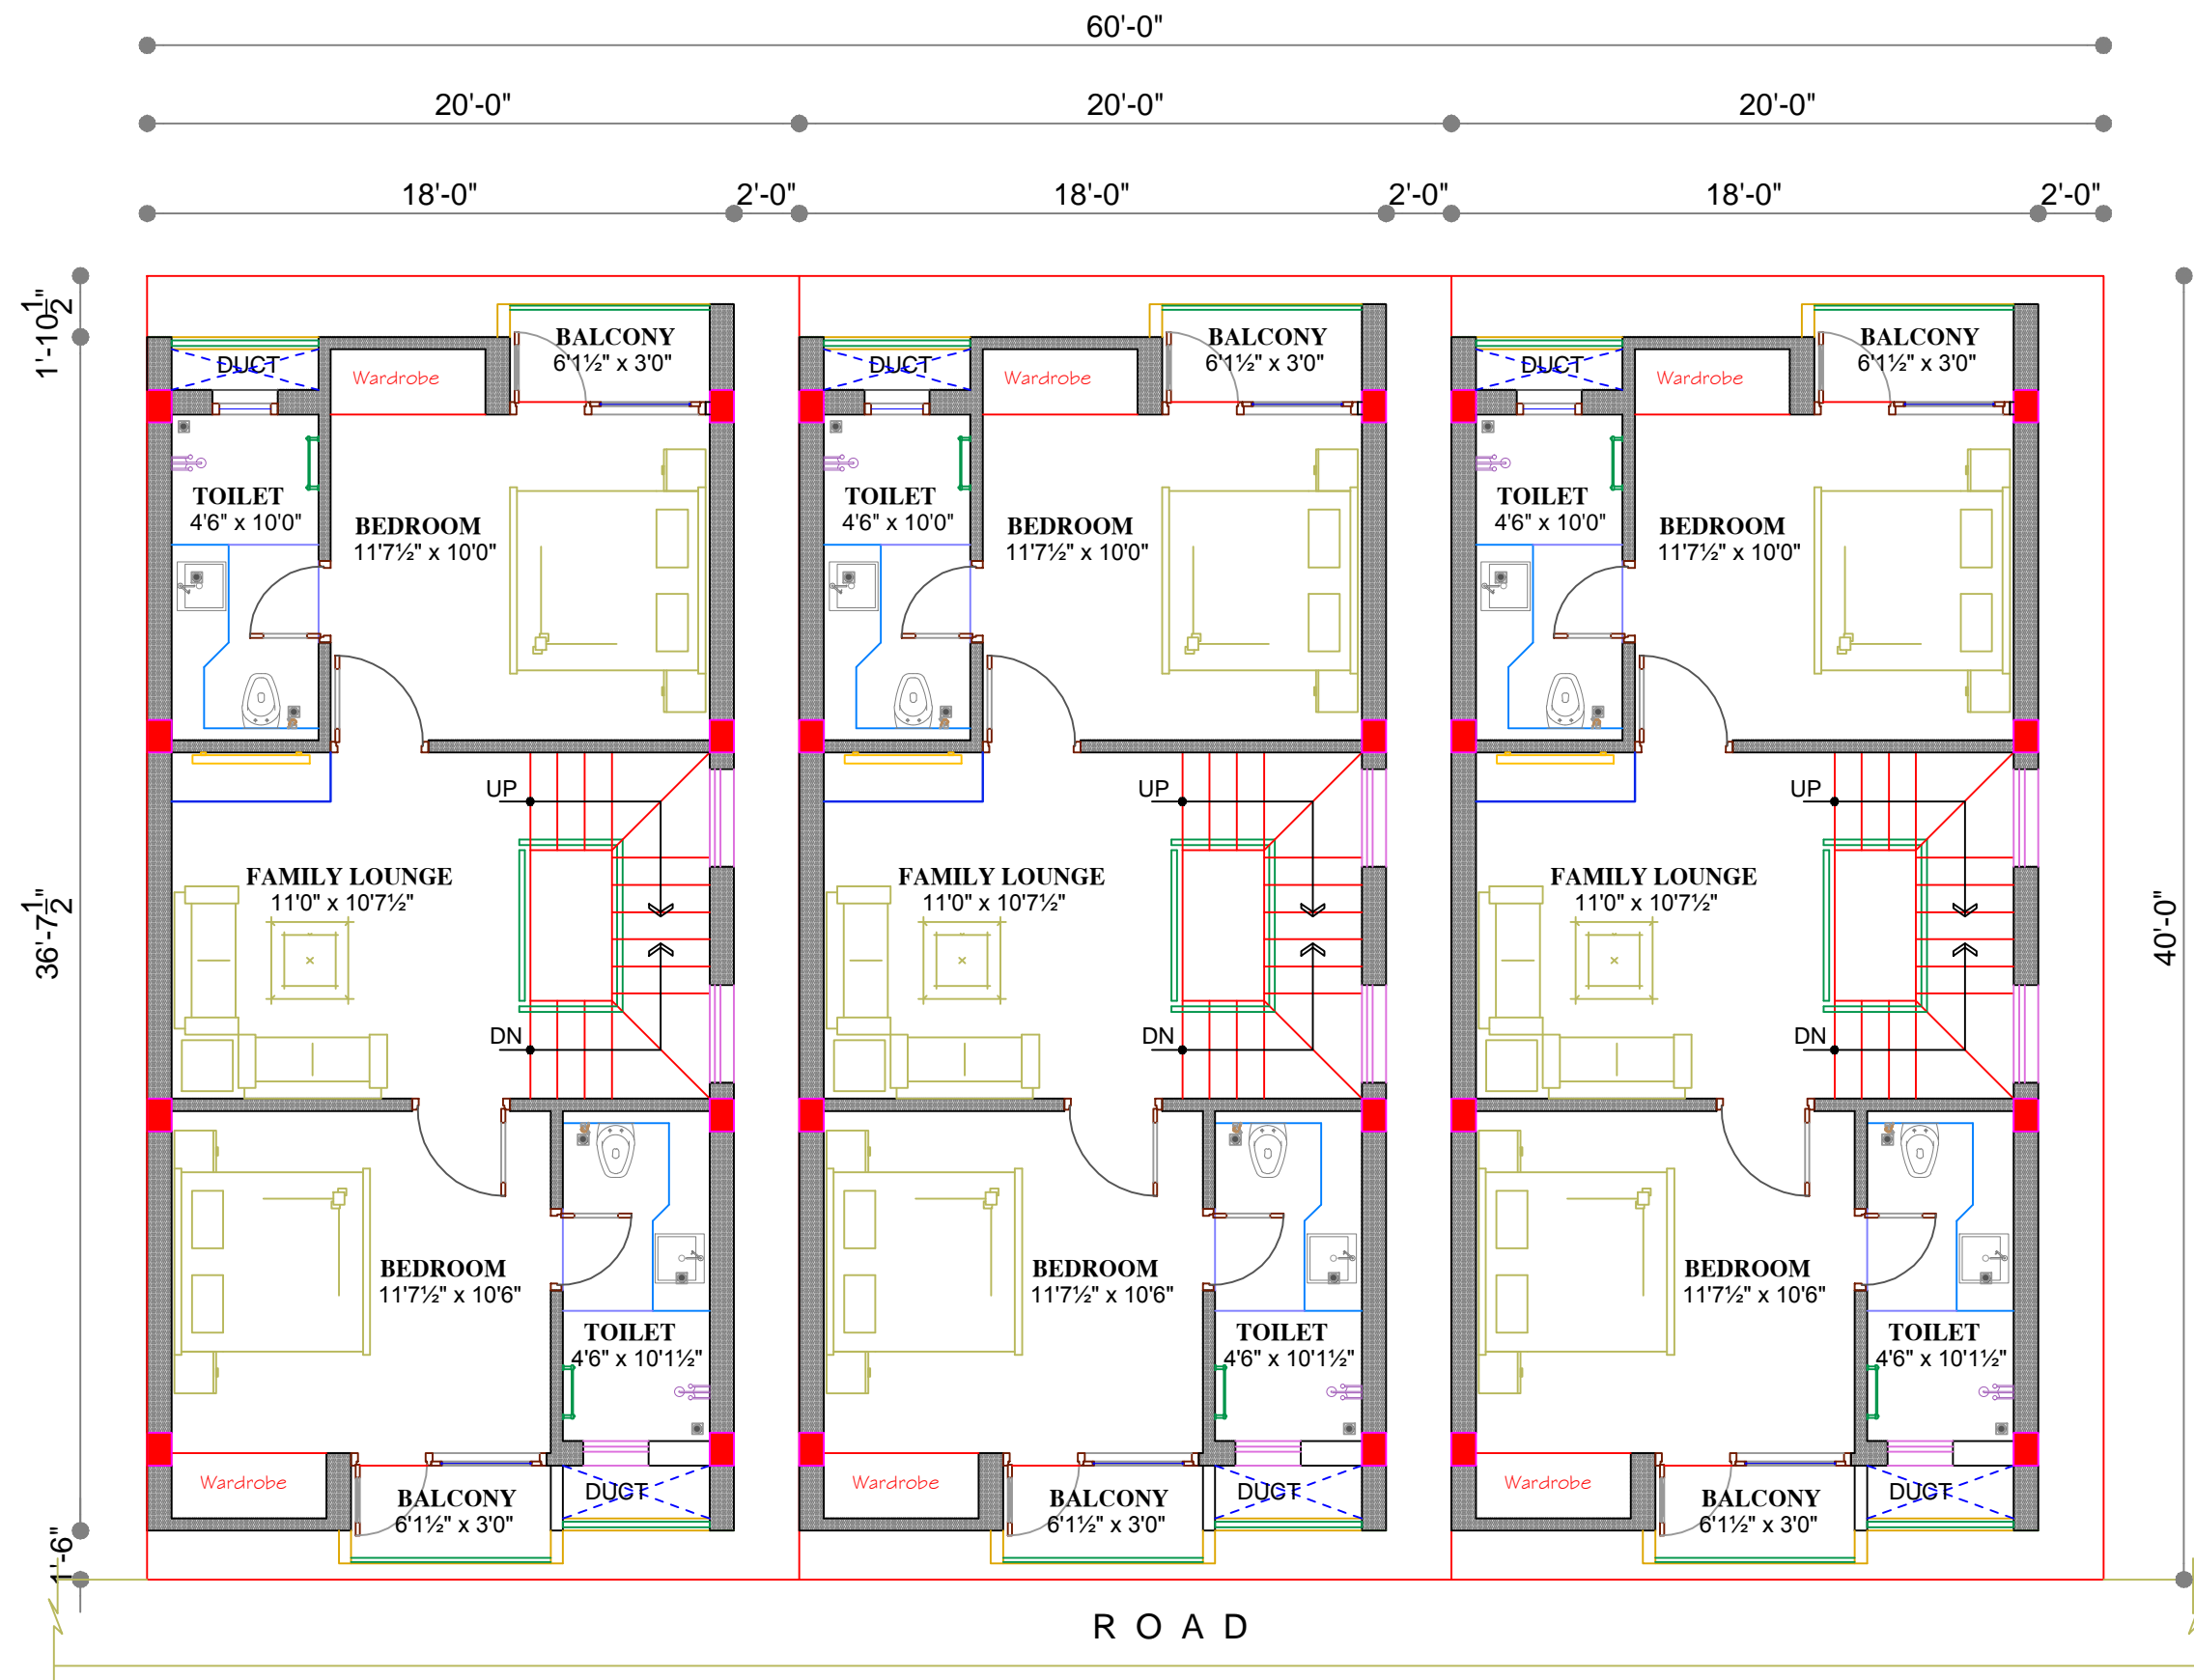 60'-0"
20'-0" 20'-0" 20'-0"
18'-0" 2'-0" 18'-0" 2'-0" 18'-0" 2'-0"
1'-10 1/2"
36'-7 1/2"
1'-6"
40'-0"
DUCT
Wardrobe
BALCONY
6'1½" x 3'0"
TOILET
4'6" x 10'0"
BEDROOM
11'7½" x 10'0"
UP
FAMILY LOUNGE
11'0" x 10'7½"
DN
BEDROOM
11'7½" x 10'6"
TOILET
4'6" x 10'1½"
Wardrobe
BALCONY
6'1½" x 3'0"
DUCT
DUCT
Wardrobe
BALCONY
6'1½" x 3'0"
TOILET
4'6" x 10'0"
BEDROOM
11'7½" x 10'0"
UP
FAMILY LOUNGE
11'0" x 10'7½"
DN
BEDROOM
11'7½" x 10'6"
TOILET
4'6" x 10'1½"
Wardrobe
BALCONY
6'1½" x 3'0"
DUCT
DUCT
Wardrobe
BALCONY
6'1½" x 3'0"
TOILET
4'6" x 10'0"
BEDROOM
11'7½" x 10'0"
UP
FAMILY LOUNGE
11'0" x 10'7½"
DN
BEDROOM
11'7½" x 10'6"
TOILET
4'6" x 10'1½"
Wardrobe
BALCONY
6'1½" x 3'0"
DUCT
ROAD